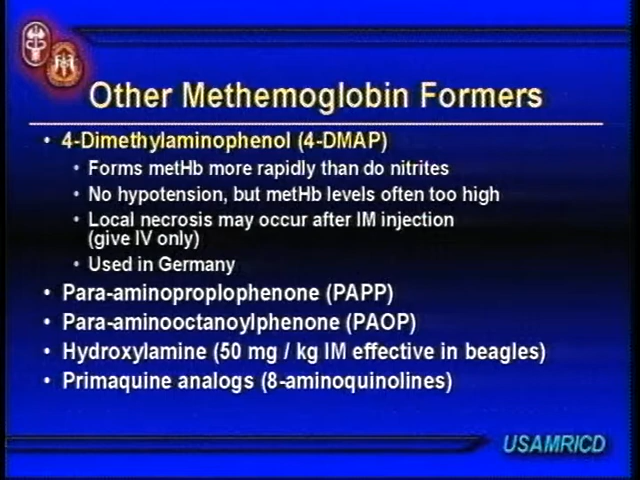 Other Methemoglobin Formers
• 4-Dimethylaminophenol (4-DMAP)
• Forms metHb more rapidly than do nitrites
• No hypotension, but metHb levels often too high
• Local necrosis may occur after IM injection
(give IV only)
• Used in Germany
• Para-aminoproplophenone (PAPP)
• Para-aminooctanoylphenone (PAOP)
• Hydroxylamine (50 mg / kg IM effective in beagles)
• Primaquine analogs (8-aminoquinolines)
USAMRICD